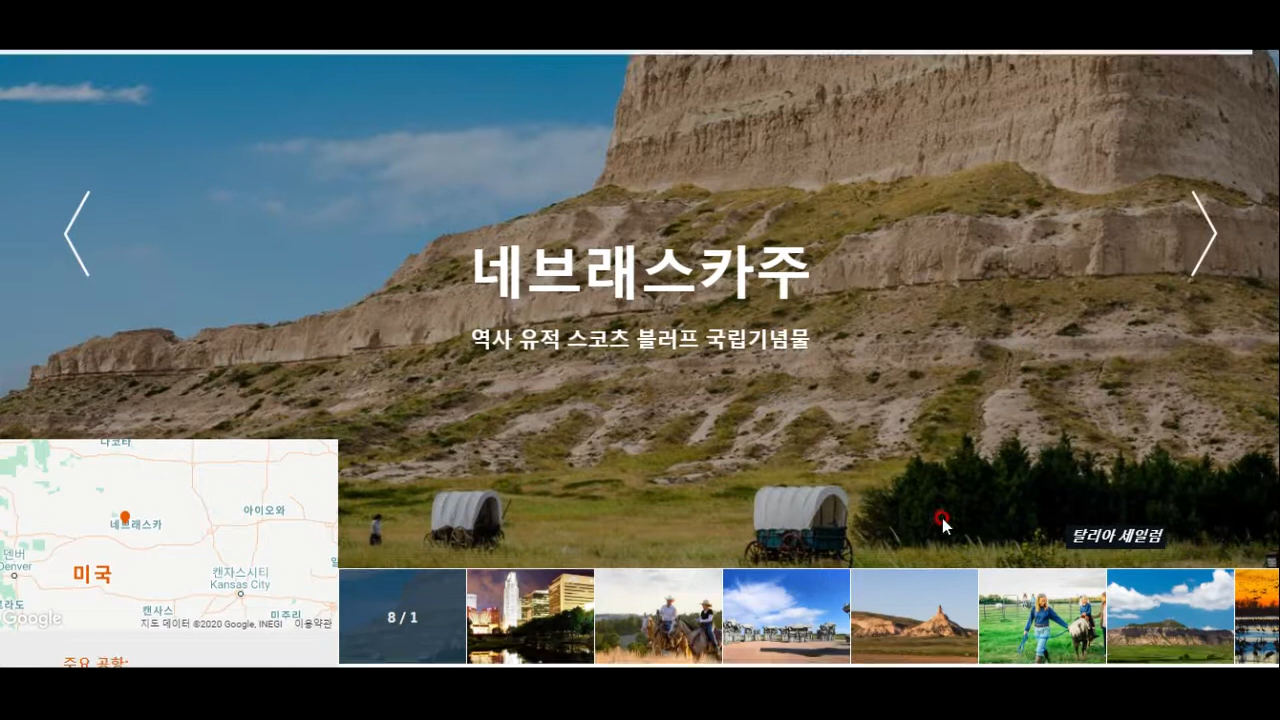 네브래스카주
역사 유적 스코츠 블러프 국립기념물
탈리아 세일럼
다코타
네브래스카
아이오와
덴버
Denver
미국
캔자스시티
Kansas City
캔사스
미주리
Google
지도 데이터 ©2020 Google, INEGI 이용약관
주요 공항:
8 / 1